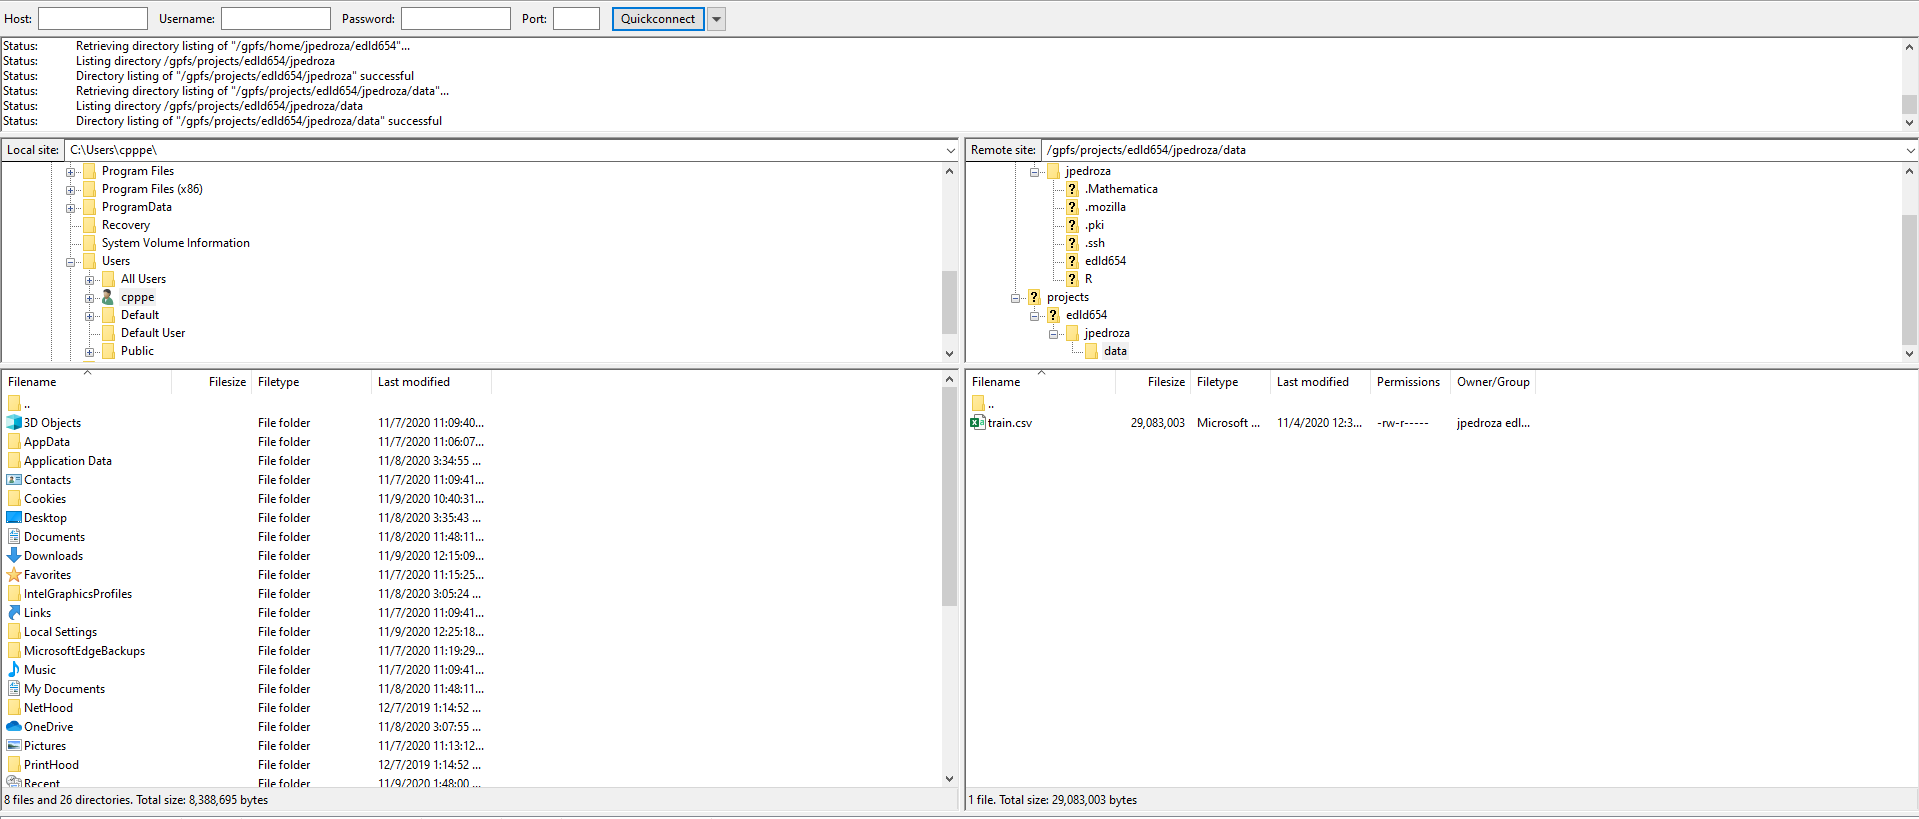 Host: Username: Password: Port: Quickconnect
Status: Retrieving directory listing of "/gpfs/home/jpedroza/edld654"...
Status: Listing directory /gpfs/projects/edld654/jpedroza
Status: Directory listing of "/gpfs/projects/edld654/jpedroza" successful
Status: Retrieving directory listing of "/gpfs/projects/edld654/jpedroza/data"...
Status: Listing directory /gpfs/projects/edld654/jpedroza/data
Status: Directory listing of "/gpfs/projects/edld654/jpedroza/data" successful
Local site: C:\Users\cpppe\
Program Files
Program Files (x86)
ProgramData
Recovery
System Volume Information
Users
All Users
cpppe
Default
Default User
Public
Filename Filesize Filetype Last modified
..
3D Objects File folder 11/7/2020 11:09:40...
AppData File folder 11/7/2020 11:06:07...
Application Data File folder 11/8/2020 3:34:55 ...
Contacts File folder 11/7/2020 11:09:41...
Cookies File folder 11/9/2020 10:40:31...
Desktop File folder 11/8/2020 3:35:43 ...
Documents File folder 11/8/2020 11:48:11...
Downloads File folder 11/9/2020 12:15:09...
Favorites File folder 11/7/2020 11:15:25...
IntelGraphicsProfiles File folder 11/8/2020 3:05:24 ...
Links File folder 11/7/2020 11:09:41...
Local Settings File folder 11/9/2020 12:25:18...
MicrosoftEdgeBackups File folder 11/7/2020 11:19:29...
Music File folder 11/7/2020 11:09:41...
My Documents File folder 11/8/2020 11:48:11...
NetHood File folder 12/7/2019 1:14:52 ...
OneDrive File folder 11/8/2020 3:07:55 ...
Pictures File folder 11/7/2020 11:13:12...
PrintHood File folder 12/7/2019 1:14:52 ...
Recent File folder 11/9/2020 1:48:00 ...
8 files and 26 directories. Total size: 8,388,695 bytes
Remote site: /gpfs/projects/edld654/jpedroza/data
jpedroza
.Mathematica
.mozilla
.pki
.ssh
edld654
R
projects
edld654
jpedroza
data
Filename Filesize Filetype Last modified Permissions Owner/Group
..
train.csv 29,083,003 Microsoft ... 11/4/2020 12:3... -rw-r----- jpedroza edl...
1 file. Total size: 29,083,003 bytes